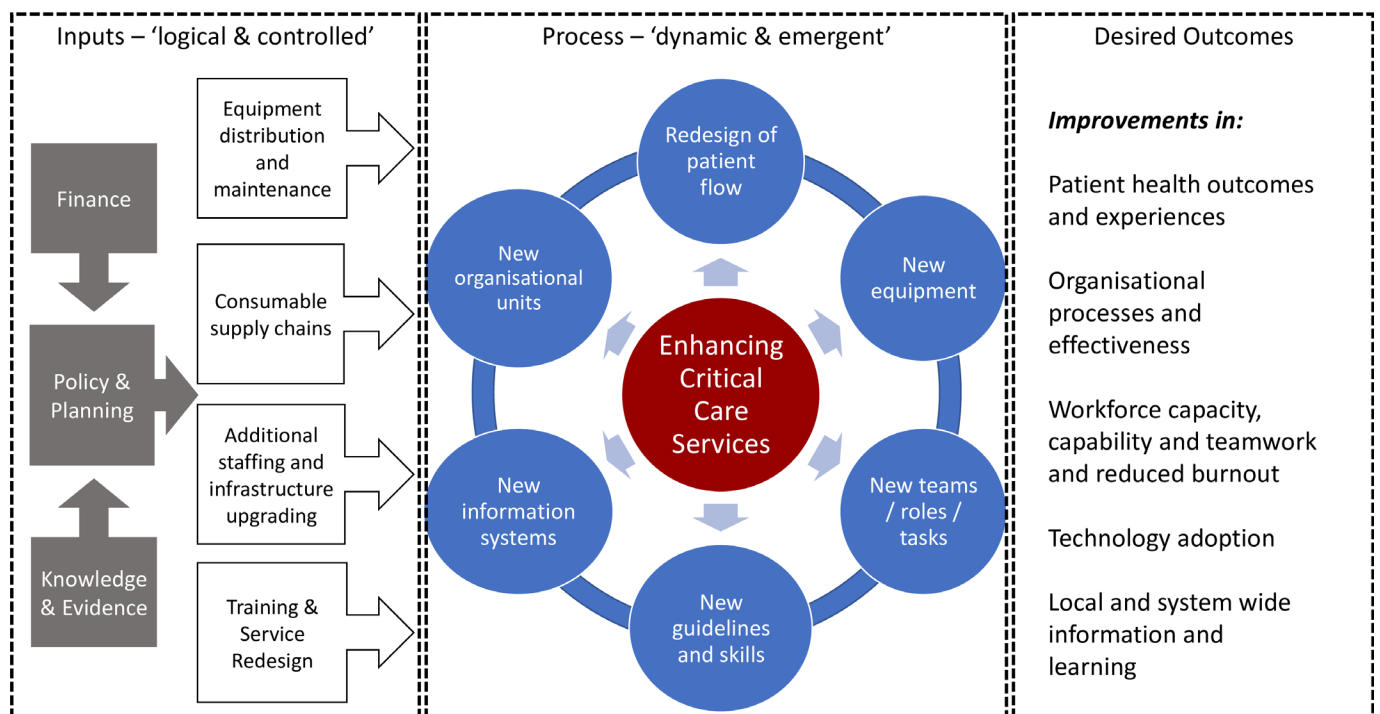 Inputs – ‘logical & controlled’
Finance
Policy &
Planning
Knowledge
& Evidence
Equipment
distribution
and
maintenance
Consumable
supply chains
Additional
staffing and
infrastructure
upgrading
Training &
Service
Redesign
Process – ‘dynamic & emergent’
Redesign of
patient
flow
New
equipment
New teams
/ roles /
tasks
New
guidelines
and skills
New
information
systems
New
organisational
units
Enhancing
Critical
Care
Services
Desired Outcomes
Improvements in:
Patient health outcomes
and experiences
Organisational
processes and
effectiveness
Workforce capacity,
capability and teamwork
and reduced burnout
Technology adoption
Local and system wide
information and
learning